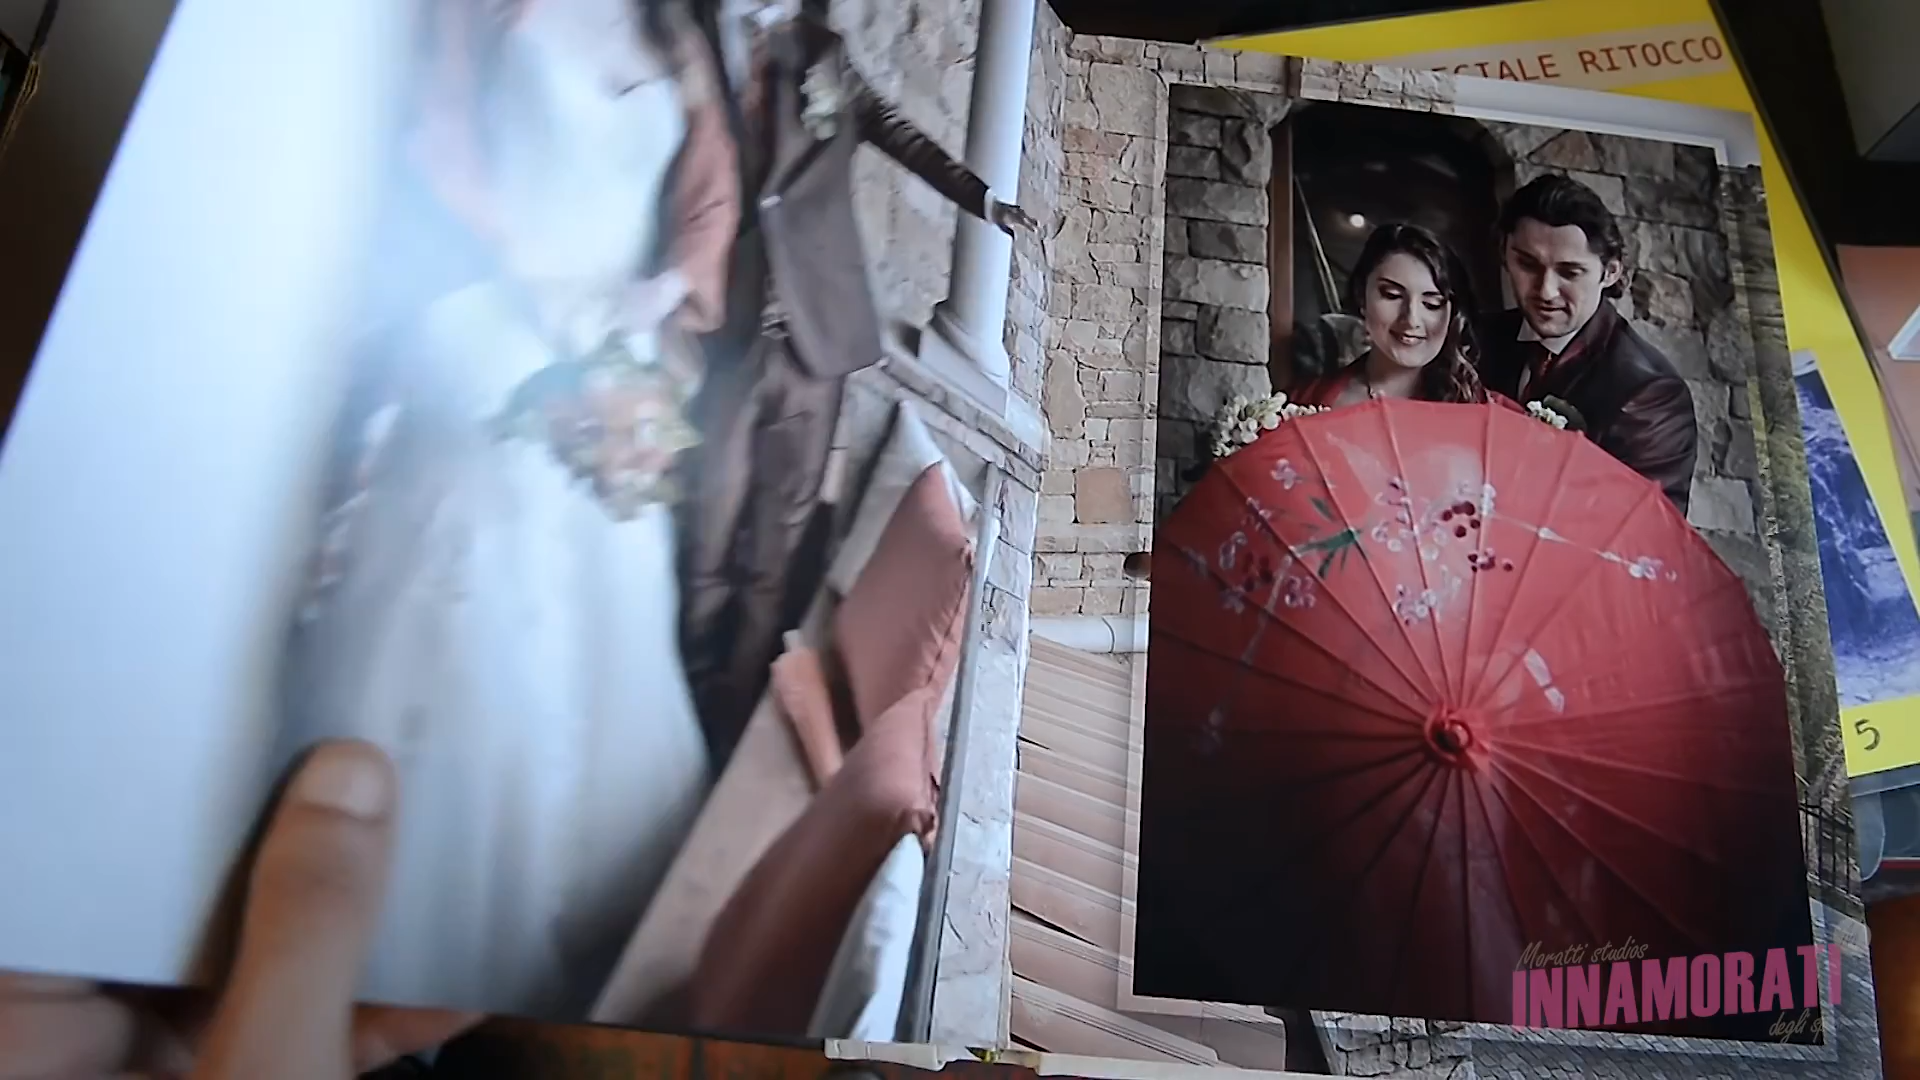 CIALE RITOCCO
5
Moratti studios
INNAMORATI
degli sp